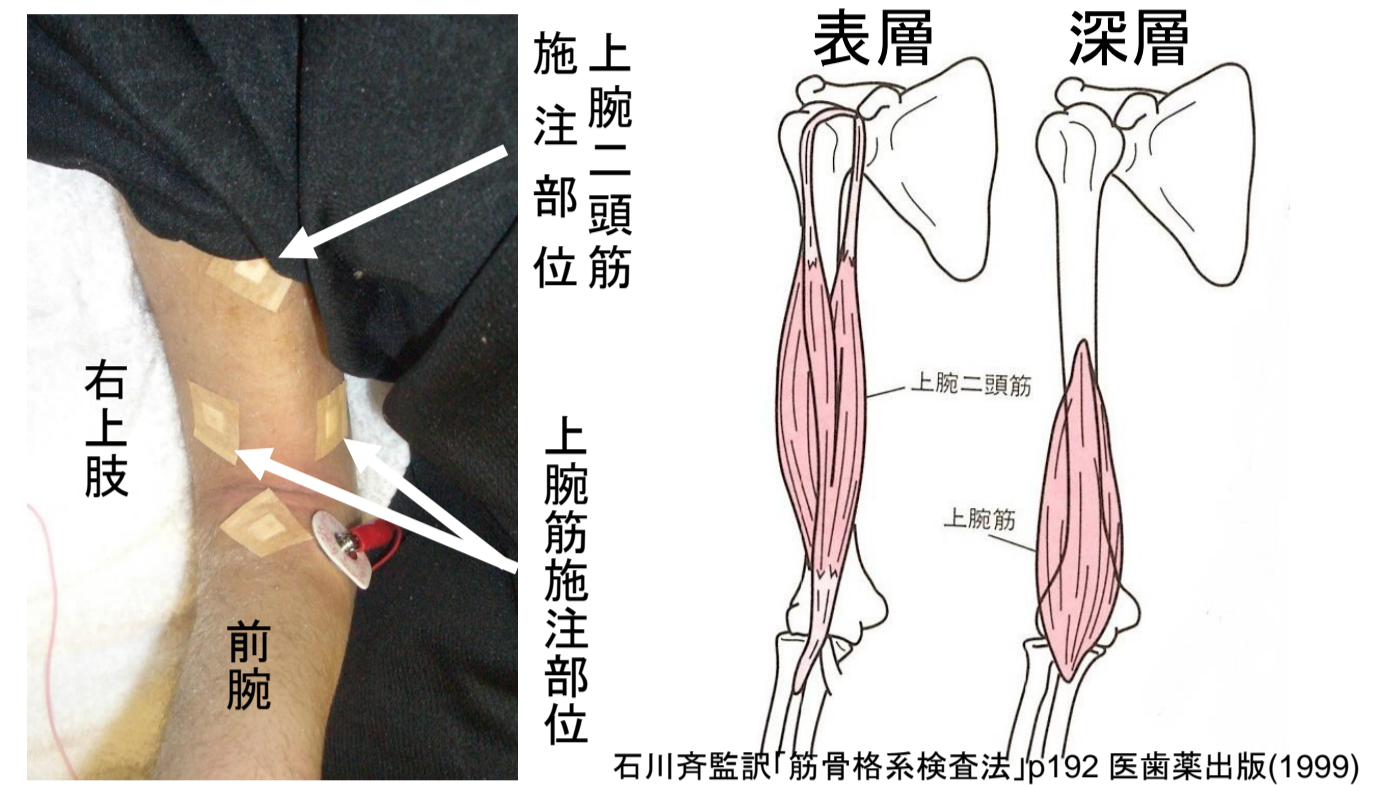 上腕二頭筋
施注部位
右上肢
上腕筋施注部位
前腕
表層
深層
上腕二頭筋
上腕筋
石川斉監訳「筋骨格系検査法」p192 医歯薬出版(1999)